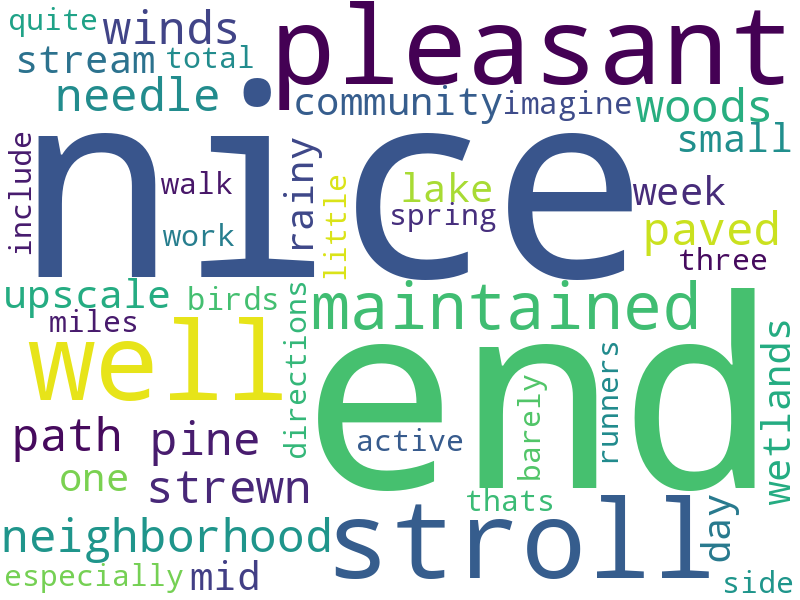 quite
winds
pleasant
stream
total
needle
community
imagine
woods
small
include
nice
walk
rainy
little
lake
week
spring
work
paved
three
upscale
birds
directions
maintained
miles
well
end
wetlands
runners
barely
path
pine
active
one
strewn
thats
stroll
day
neighborhood
especially
mid
side